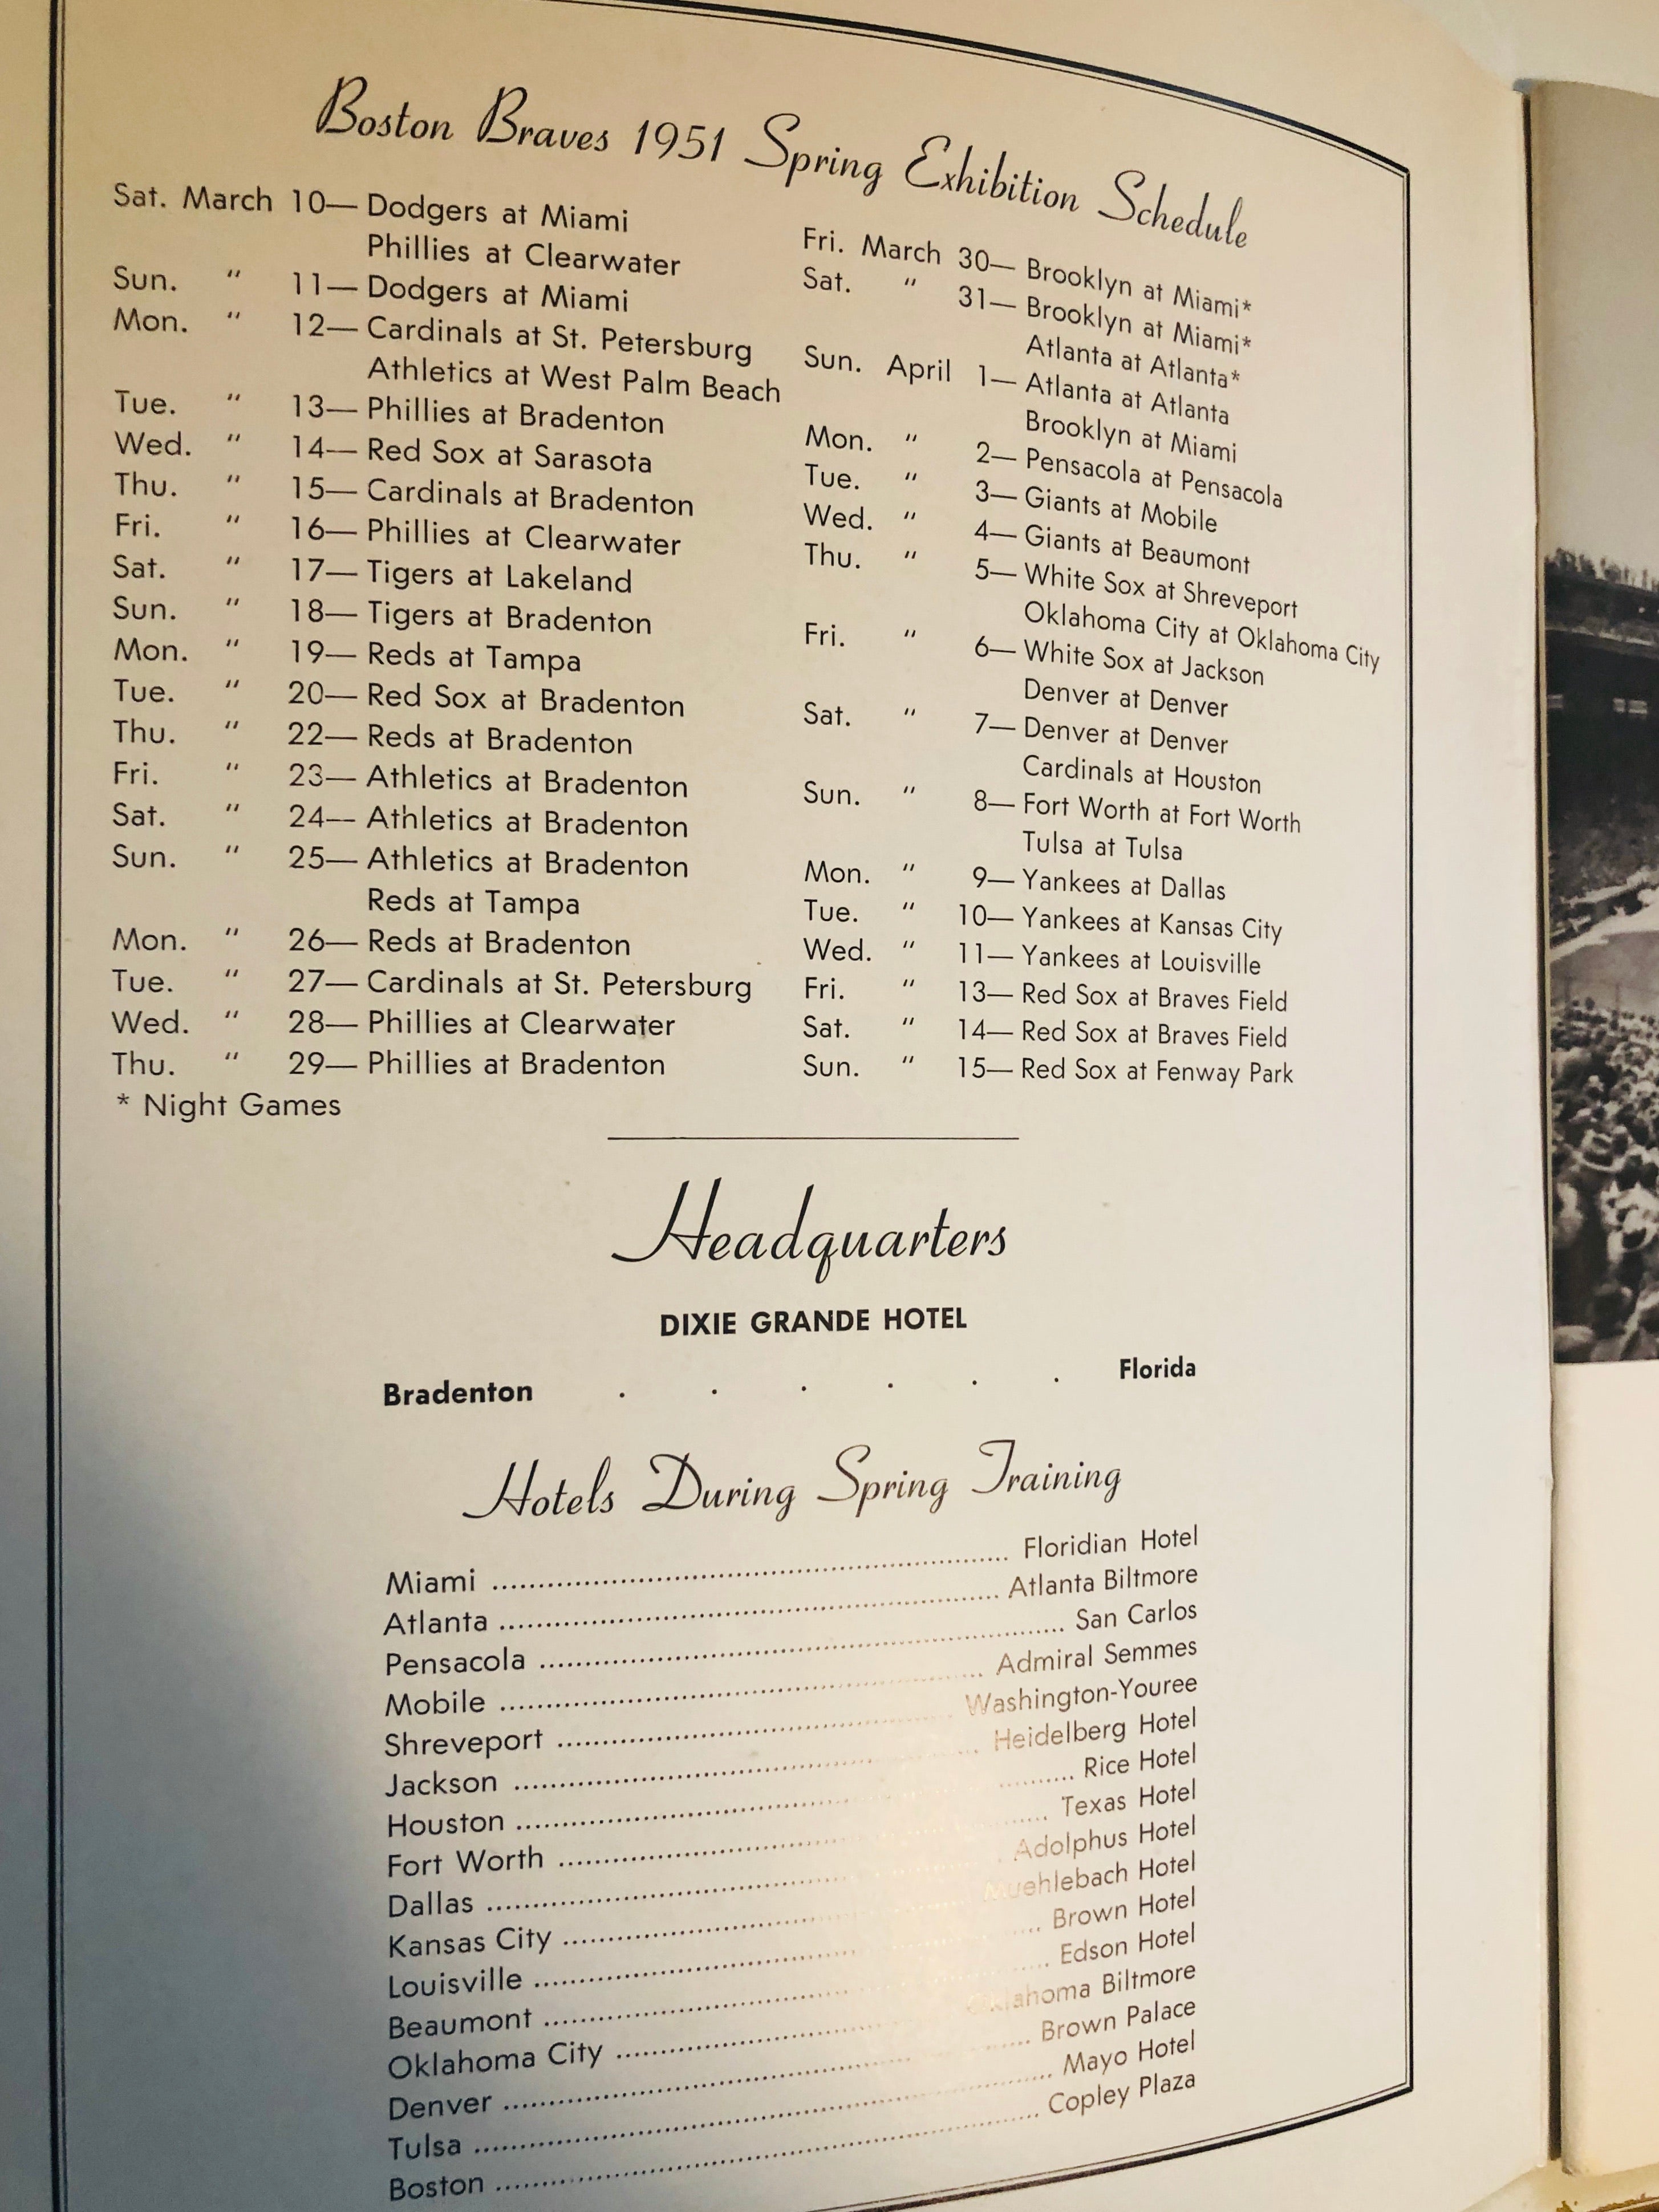 Boston Braves 1951 Spring Exhibition Schedule
Sat. March 10— Dodgers at Miami
Phillies at Clearwater
Sun. " 11— Dodgers at Miami
Mon. " 12— Cardinals at St. Petersburg
Athletics at West Palm Beach
Tue. " 13— Phillies at Bradenton
Wed. " 14— Red Sox at Sarasota
Thu. " 15— Cardinals at Bradenton
Fri. " 16— Phillies at Clearwater
Sat. " 17— Tigers at Lakeland
Sun. " 18— Tigers at Bradenton
Mon. " 19— Reds at Tampa
Tue. " 20— Red Sox at Bradenton
Thu. " 22— Reds at Bradenton
Fri. " 23— Athletics at Bradenton
Sat. " 24— Athletics at Bradenton
Sun. " 25— Athletics at Bradenton
Reds at Tampa
Mon. " 26— Reds at Bradenton
Tue. " 27— Cardinals at St. Petersburg
Wed. " 28— Phillies at Clearwater
Thu. " 29— Phillies at Bradenton
* Night Games
Fri. March 30— Brooklyn at Miami*
Sat. " 31— Brooklyn at Miami*
Atlanta at Atlanta*
Sun. April 1— Atlanta at Atlanta
Brooklyn at Miami
Mon. " 2— Pensacola at Pensacola
Tue. " 3— Giants at Mobile
Wed. " 4— Giants at Beaumont
Thu. " 5— White Sox at Shreveport
Oklahoma City at Oklahoma City
Fri. " 6— White Sox at Jackson
Denver at Denver
Sat. " 7— Denver at Denver
Cardinals at Houston
Sun. " 8— Fort Worth at Fort Worth
Tulsa at Tulsa
Mon. " 9— Yankees at Dallas
Tue. " 10— Yankees at Kansas City
Wed. " 11— Yankees at Louisville
Fri. " 13— Red Sox at Braves Field
Sat. " 14— Red Sox at Braves Field
Sun. " 15— Red Sox at Fenway Park
Headquarters
DIXIE GRANDE HOTEL
Bradenton . . . . . . Florida
Hotels During Spring Training
Miami ........ Floridian Hotel
Atlanta ........ Atlanta Biltmore
Pensacola ........ San Carlos
Mobile ........ Admiral Semmes
Shreveport ........ Washington-Youree
Jackson ........ Heidelberg Hotel
Houston ........ Rice Hotel
Fort Worth ........ Texas Hotel
Dallas ........ Adolphus Hotel
Kansas City ........ Muehlebach Hotel
Louisville ........ Brown Hotel
Beaumont ........ Edson Hotel
Oklahoma City ........ Oklahoma Biltmore
Denver ........ Brown Palace
Tulsa ........ Mayo Hotel
Boston ........ Copley Plaza